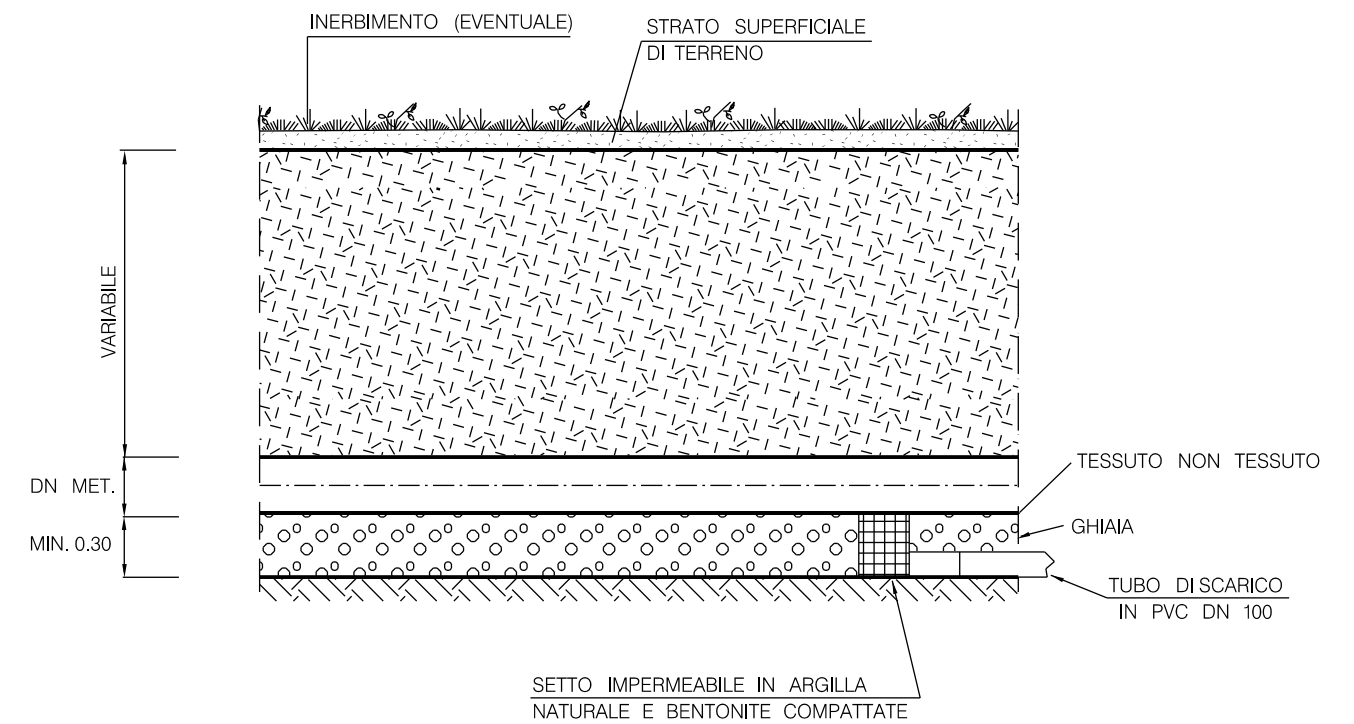 INERBIMENTO (EVENTUALE)
STRATO SUPERFICIALE
DI TERRENO
VARIABILE
DN MET.
MIN. 0.30
TESSUTO NON TESSUTO
GHIAIA
TUBO DI SCARICO
IN PVC DN 100
SETTO IMPERMEABILE IN ARGILLA
NATURALE E BENTONITE COMPATTATE